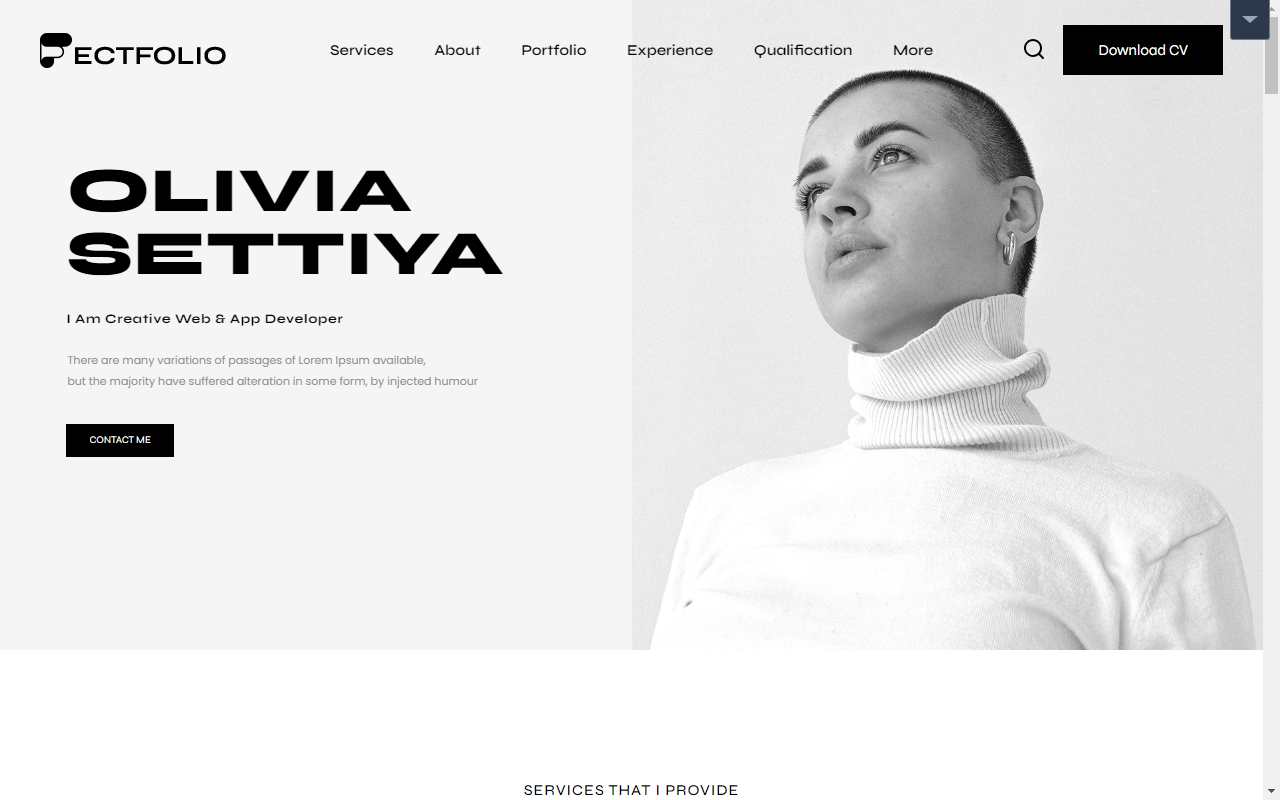 PECTFOLIO
Services About Portfolio Experience Qualification More
Download CV
OLIVIA
SETTIYA
I Am Creative Web & App Developer
There are many variations of passages of Lorem Ipsum available,
but the majority have suffered alteration in some form, by injected humour
CONTACT ME
SERVICES THAT I PROVIDE